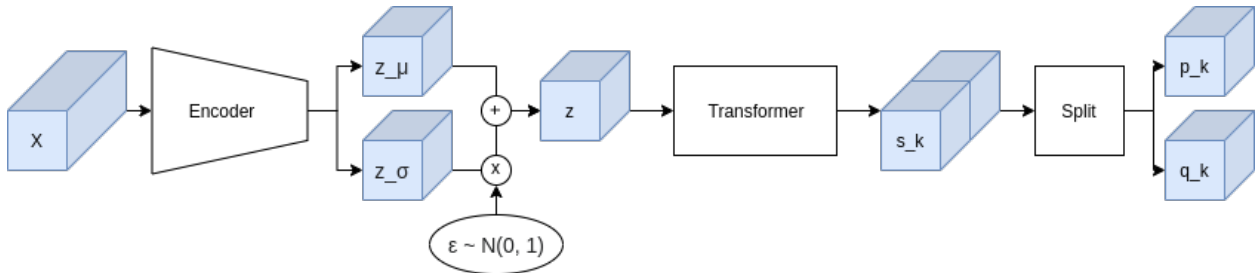 X
Encoder
z_μ
z_σ
+
x
ε ~ N(0, 1)
z
Transformer
s_k
Split
p_k
q_k